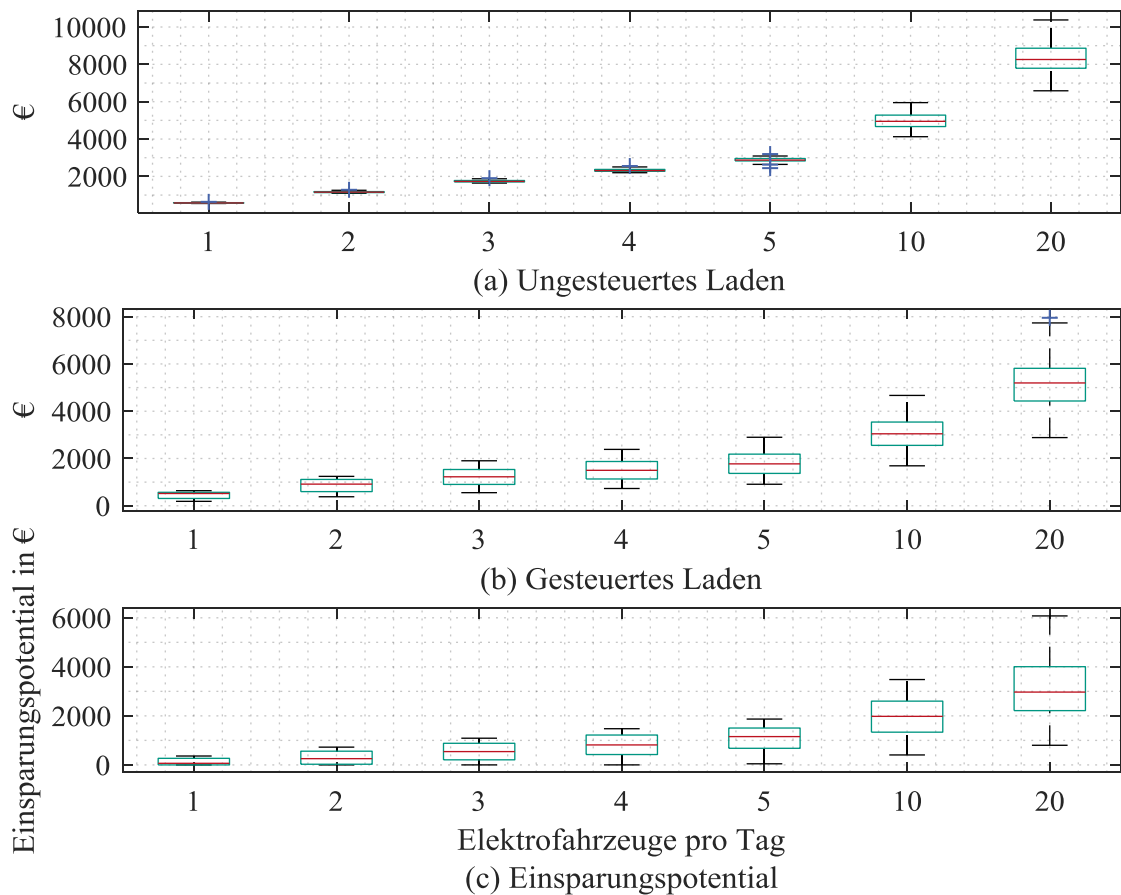 10000
8000
6000
4000
2000
€
1 2 3 4 5 10 20
(a) Ungesteuertes Laden
8000
6000
4000
2000
0
€
1 2 3 4 5 10 20
(b) Gesteuertes Laden
6000
4000
2000
0
Einsparungspotential in €
1 2 3 4 5 10 20
Elektrofahrzeuge pro Tag
(c) Einsparungspotential